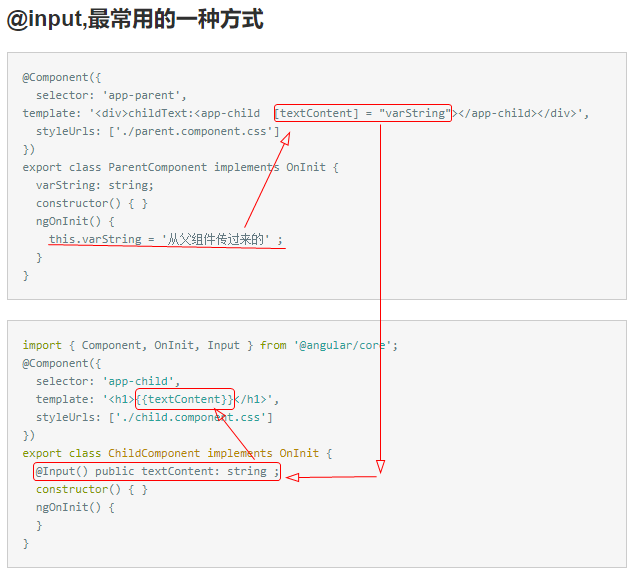 @input,最常用的一种方式
@Component({
selector: 'app-parent',
template: '<div>childText:<app-child [textContent] = "varString"></app-child></div>',
styleUrls: ['./parent.component.css']
})
export class ParentComponent implements OnInit {
varString: string;
constructor() { }
ngOnInit() {
this.varString = '从父组件传过来的' ;
}
}
import { Component, OnInit, Input } from '@angular/core';
@Component({
selector: 'app-child',
template: '<h1>{{textContent}}</h1>',
styleUrls: ['./child.component.css']
})
export class ChildComponent implements OnInit {
@Input() public textContent: string ;
constructor() { }
ngOnInit() {
}
}